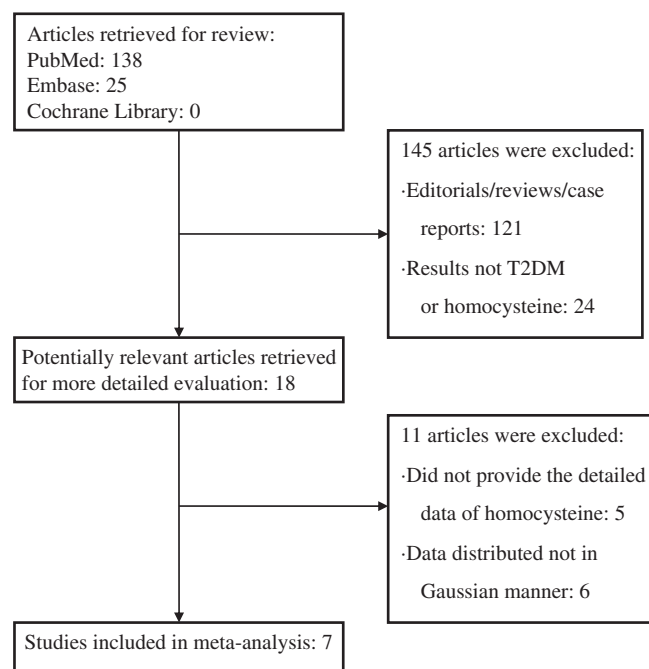 Articles retrieved for review:
PubMed: 138
Embase: 25
Cochrane Library: 0
145 articles were excluded:
·Editorials/reviews/case
reports: 121
·Results not T2DM
or homocysteine: 24
Potentially relevant articles retrieved
for more detailed evaluation: 18
11 articles were excluded:
·Did not provide the detailed
data of homocysteine: 5
·Data distributed not in
Gaussian manner: 6
Studies included in meta-analysis: 7